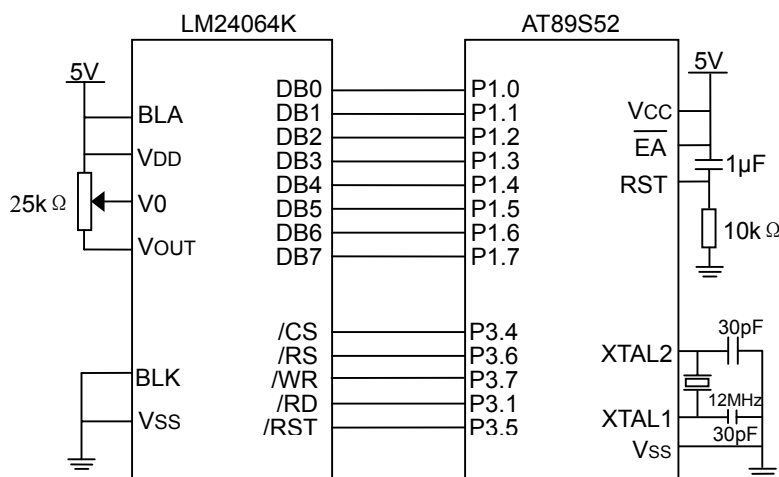 LM24064K
AT89S52
5V
5V
DB0
P1.0
BLA
DB1
P1.1
VCC
DB2
P1.2
VDD
DB3
P1.3
EA
DB4
P1.4
RST
1μF
25kΩ
V0
DB5
P1.5
DB6
P1.6
10kΩ
VOUT
DB7
P1.7
/CS
P3.4
30pF
/RS
P3.6
XTAL2
BLK
/WR
P3.7
/RD
P3.1
12MHz
VSS
/RST
P3.5
XTAL1
30pF
VSS